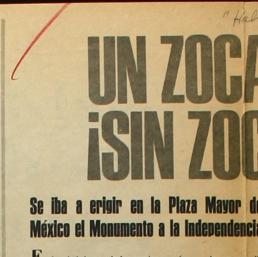 UN ZOCA
¡SIN ZOC
Se iba a erigir en la Plaza Mayor de
México el Monumento a la Independencia